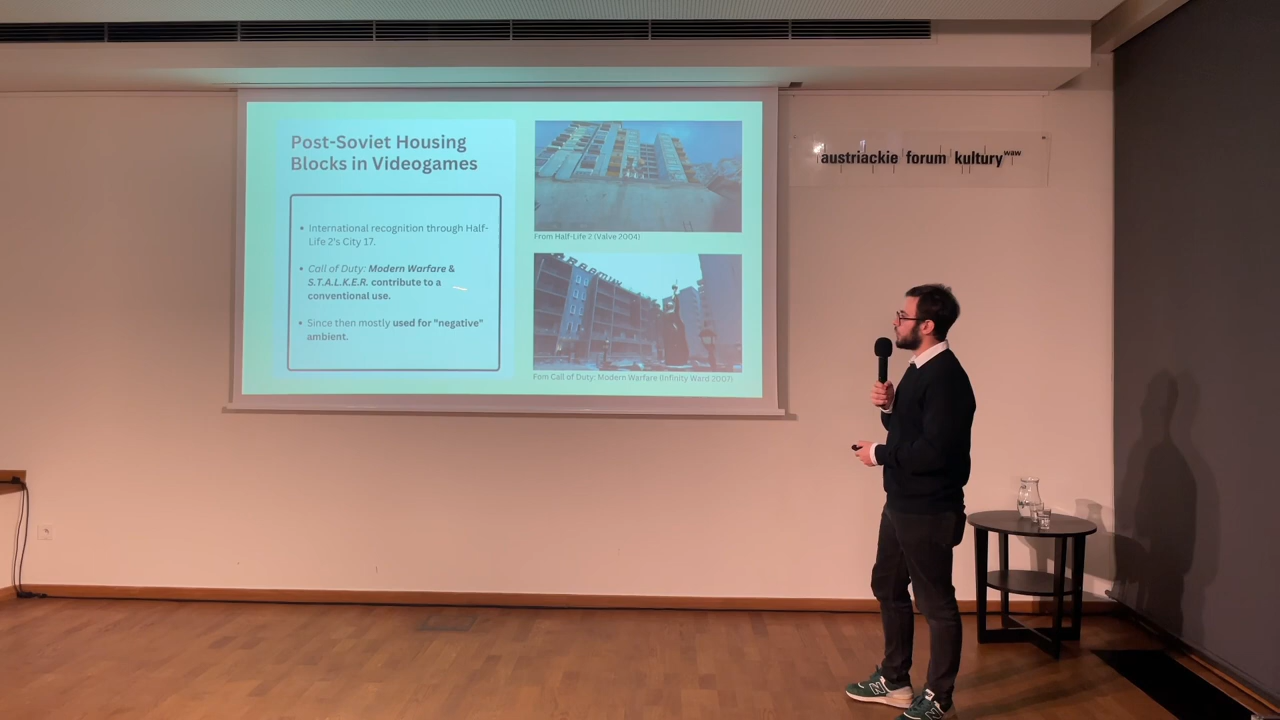 Post-Soviet Housing
Blocks in Videogames
• International recognition through Half-
Life 2's City 17.
• Call of Duty: Modern Warfare &
S.T.A.L.K.E.R. contribute to a
conventional use.
• Since then mostly used for "negative"
ambient.
From Half-Life 2 (Valve 2004)
Fom Call of Duty: Modern Warfare (Infinity Ward 2007)
austriackie forum kultury waw
N
N